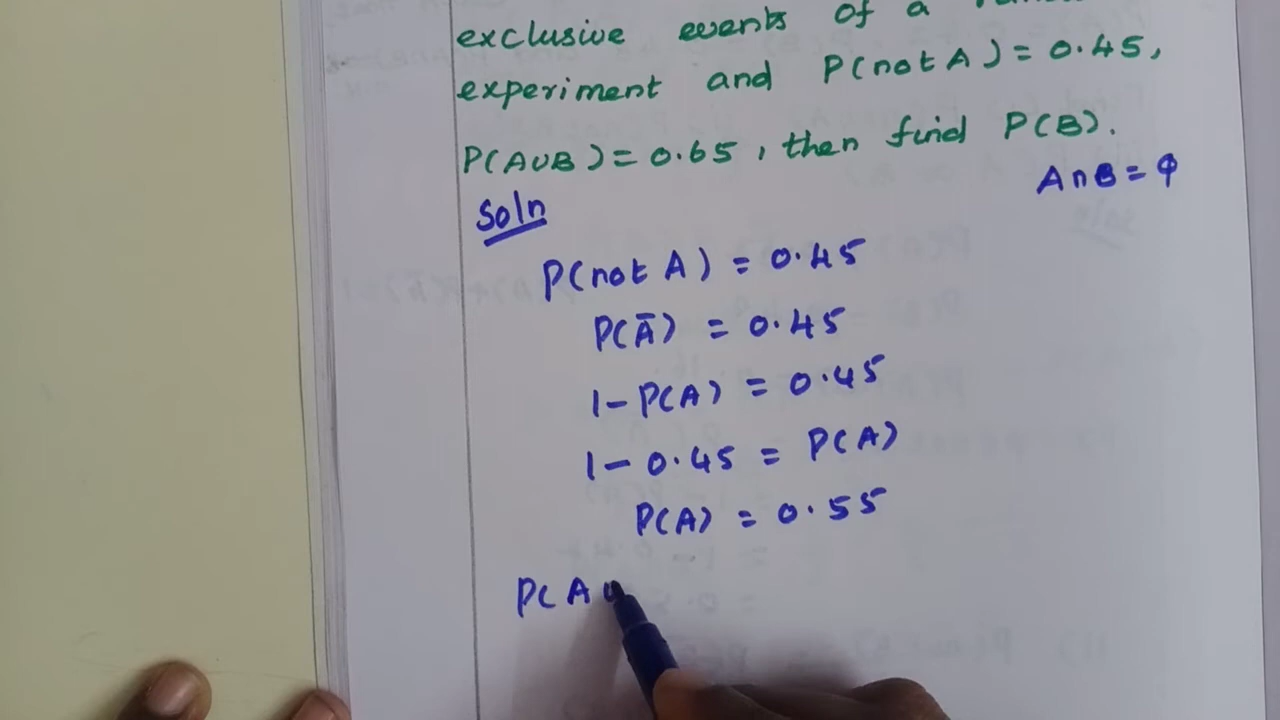 exclusive events of a
experiment and P(not A) = 0.45,
P(AUB) = 0.65, then find P(B).
A∩B = φ
Soln
P(not A) = 0.45
P(Ā) = 0.45
1 - P(A) = 0.45
1 - 0.45 = P(A)
P(A) = 0.55
P(A U